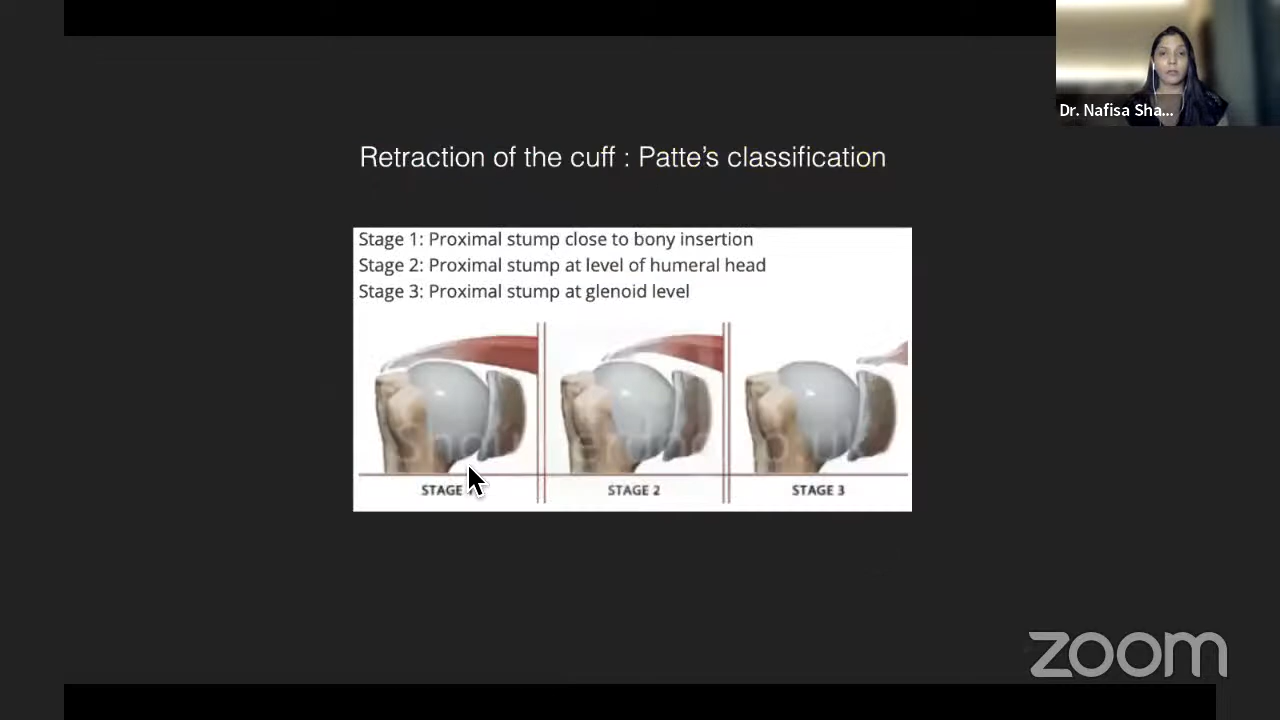 Dr. Nafisa Sha...
Retraction of the cuff : Patte's classification
Stage 1: Proximal stump close to bony insertion
Stage 2: Proximal stump at level of humeral head
Stage 3: Proximal stump at glenoid level
STAGE
STAGE 2
STAGE 3
zoom